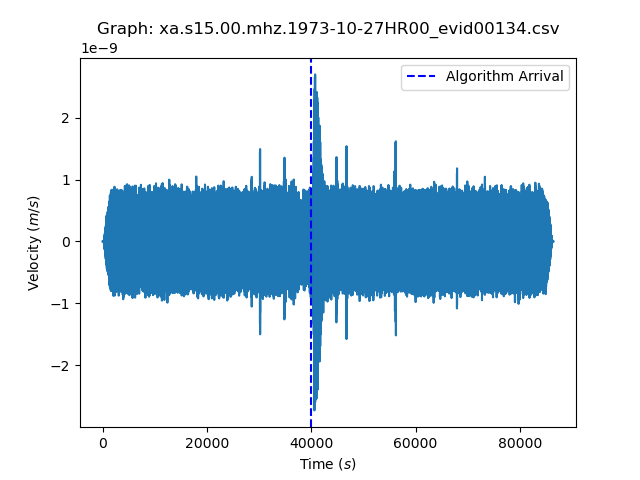 Graph: xa.s15.00.mhz.1973-10-27HR00_evid00134.csv
1e−9
Algorithm Arrival
2
1
0
−1
−2
Velocity (m/s)
0 20000 40000 60000 80000
Time (s)